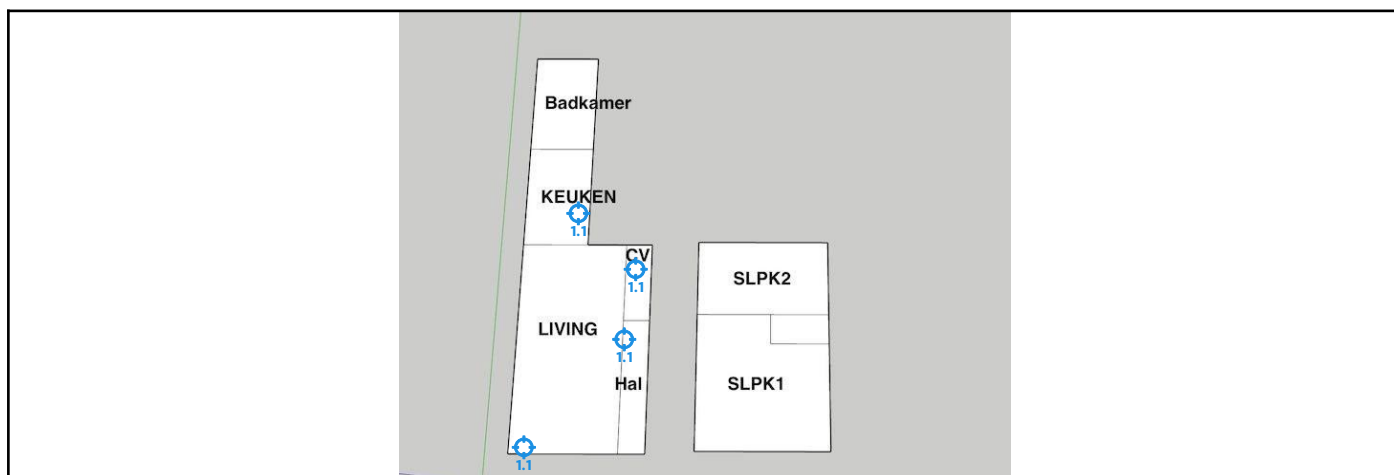 Badkamer
KEUKEN
1.1
CV
1.1
SLPK2
LIVING
1.1
Hal
SLPK1
1.1